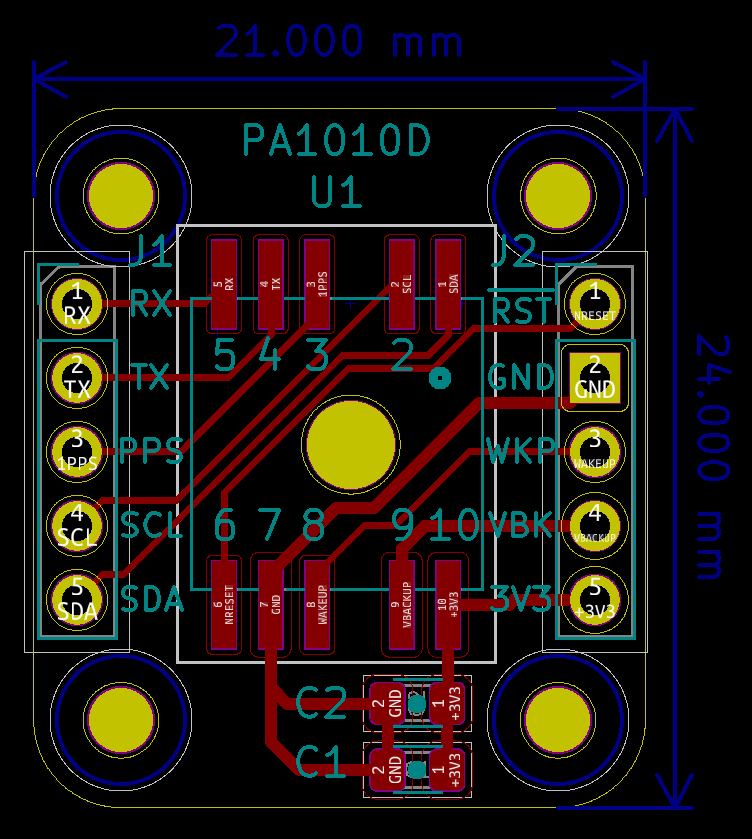 21.000 mm
PA1010D
U1
J1
J2
5
RX
4
TX
3
1PPS
2
SCL
1
SDA
1
RX
RX
RST
1
NRESET
5
4
3
2
2
TX
TX
GND
2
GND
24.000 mm
3
1PPS
PPS
WKP
3
WAKEUP
4
SCL
SCL
6
7
8
9
10
VBK
4
VBACKUP
5
SDA
SDA
6
NRESET
7
GND
8
WAKEUP
9
VBACKUP
10
+3V3
3V3
5
+3V3
C2
2
GND
1
+3V3
C1
2
GND
1
+3V3